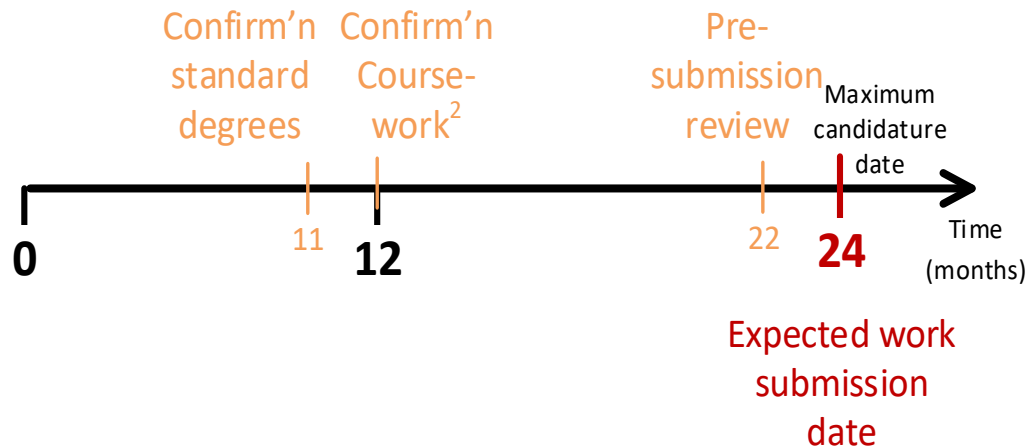 Confirm’n
standard
degrees
Confirm’n
Course-
work²
Pre-
submission
review
Maximum
candidature
date
0
11
12
22
24
Time
(months)
Expected work
submission
date